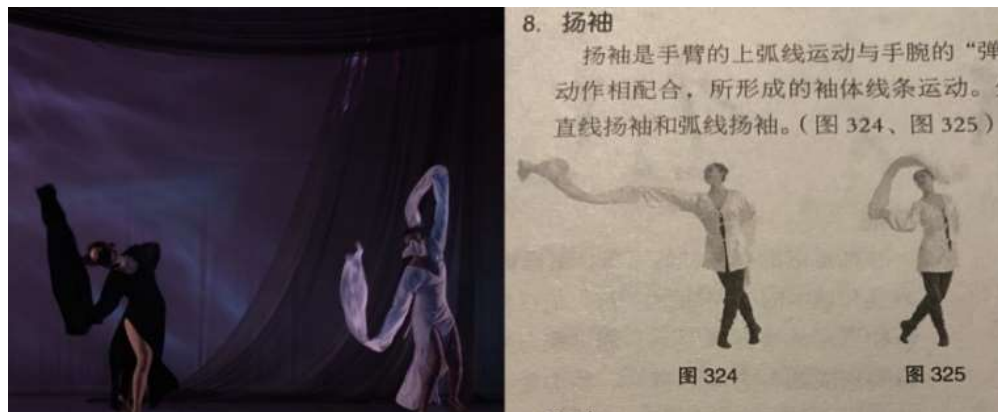 8. 扬袖
扬袖是手臂的上弧线运动与手腕的“弹
动作相配合，所形成的袖体线条运动。
直线扬袖和弧线扬袖。（图 324、图 325）
图 324
图 325